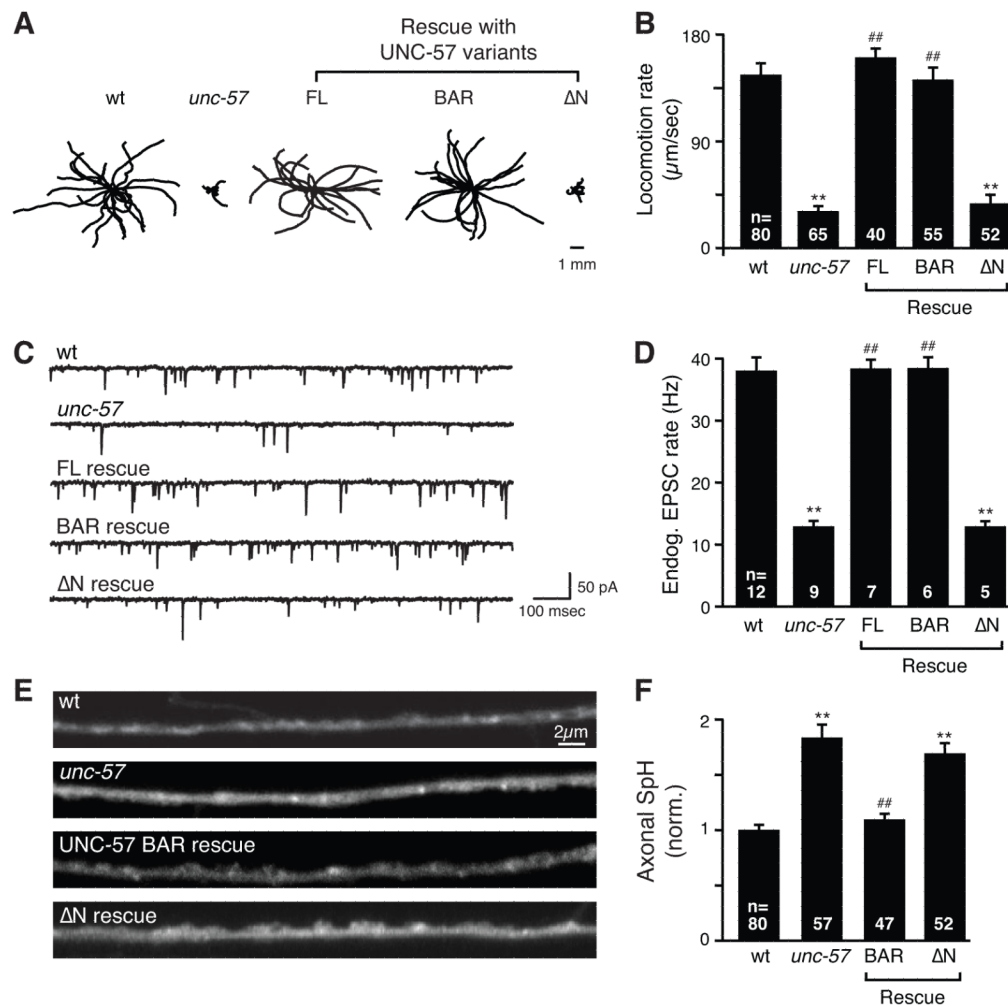 A
Rescue with
UNC-57 variants
wt unc-57 FL BAR ΔN
1 mm
B
Locomotion rate
(µm/sec)
180
90
0
## ##
** **
n=
80 65 40 55 52
wt unc-57 FL BAR ΔN
Rescue
C
wt
unc-57
FL rescue
BAR rescue
ΔN rescue
50 pA
100 msec
D
Endog. EPSC rate (Hz)
40
30
20
10
0
## ##
** **
n=
12 9 7 6 5
wt unc-57 FL BAR ΔN
Rescue
E
wt
2µm
unc-57
UNC-57 BAR rescue
ΔN rescue
F
Axonal SpH
(norm.)
2
1
0
** **
##
n=
80 57 47 52
wt unc-57 BAR ΔN
Rescue